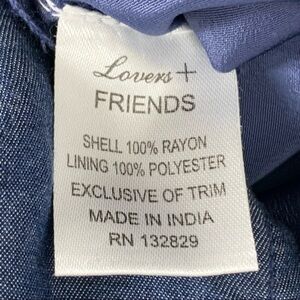 Lovers +
FRIENDS
SHELL 100% RAYON
LINING 100% POLYESTER
EXCLUSIVE OF TRIM
MADE IN INDIA
RN 132829